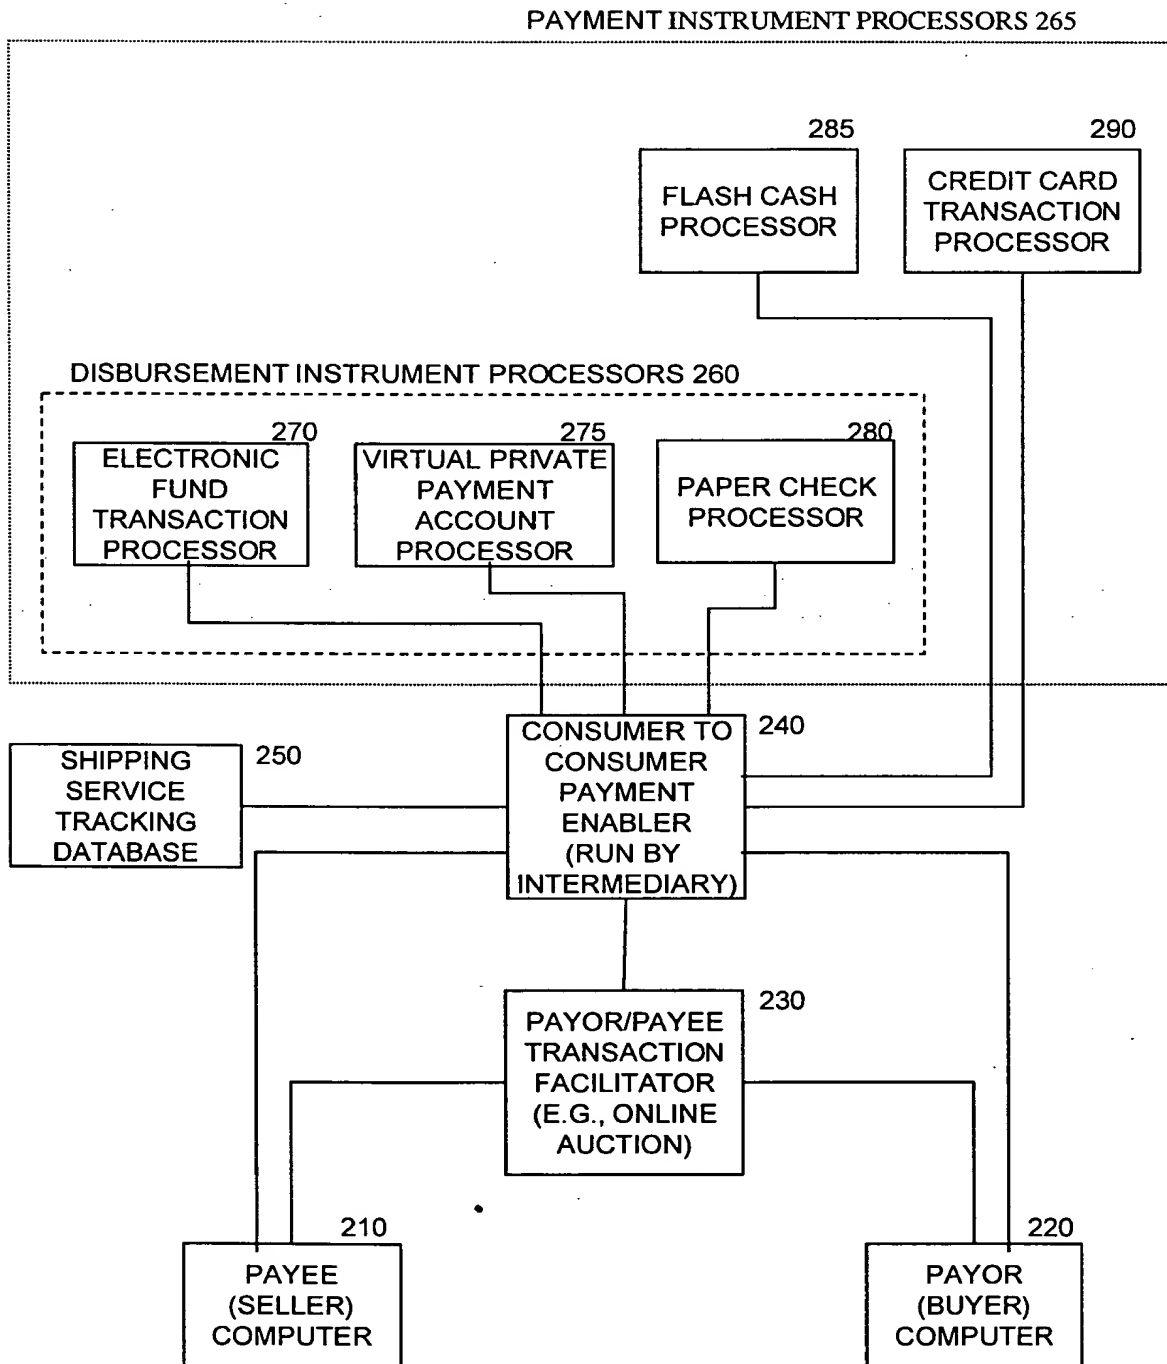 PAYMENT INSTRUMENT PROCESSORS 265
285
FLASH CASH
PROCESSOR
290
CREDIT CARD
TRANSACTION
PROCESSOR
DISBURSEMENT INSTRUMENT PROCESSORS 260
270
ELECTRONIC
FUND
TRANSACTION
PROCESSOR
275
VIRTUAL PRIVATE
PAYMENT
ACCOUNT
PROCESSOR
280
PAPER CHECK
PROCESSOR
240
CONSUMER TO
CONSUMER
PAYMENT
ENABLER
(RUN BY
INTERMEDIARY)
250
SHIPPING
SERVICE
TRACKING
DATABASE
230
PAYOR/PAYEE
TRANSACTION
FACILITATOR
(E.G., ONLINE
AUCTION)
210
PAYEE
(SELLER)
COMPUTER
220
PAYOR
(BUYER)
COMPUTER